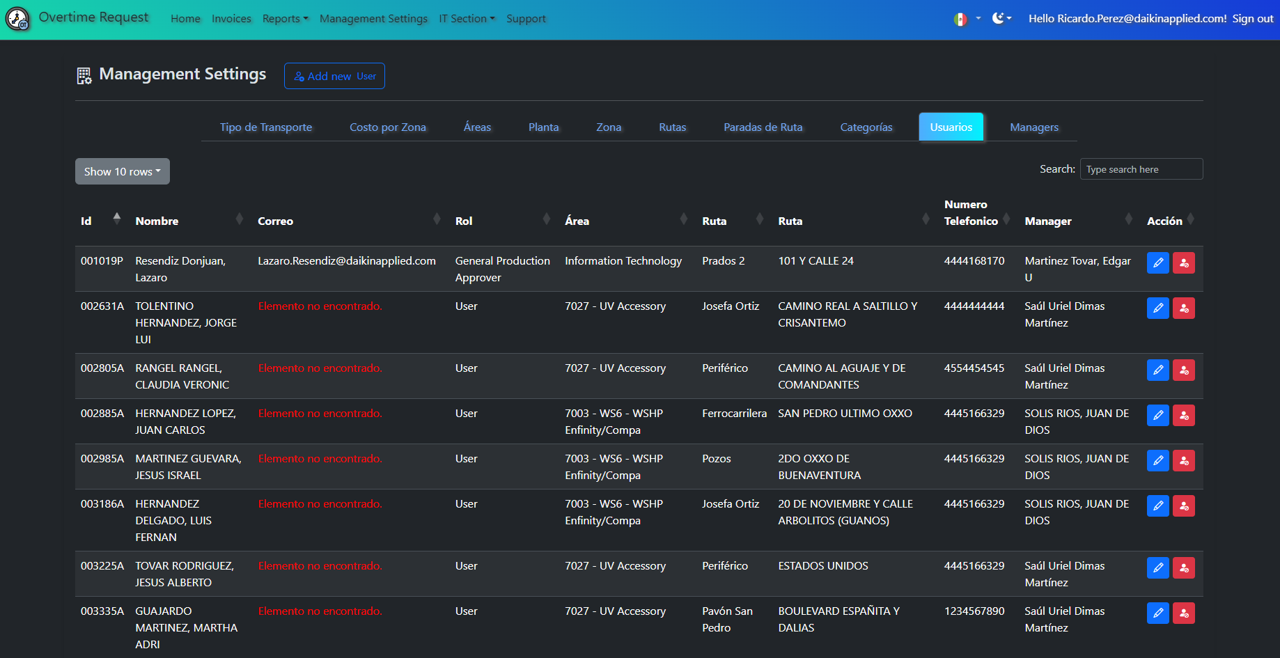 Overtime Request Home Invoices Reports Management Settings IT Section Support Hello Ricardo.Perez@daikinapplied.com! Sign out
Management Settings Add new User
Tipo de Transporte Costo por Zona Áreas Planta Zona Rutas Paradas de Ruta Categorías Usuarios Managers
Show 10 rows Search: Type search here
Id Nombre Correo Rol Área Ruta Ruta Numero Telefonico Manager Acción
001019P Resendiz Donjuan, Lazaro.Resendiz@daikinapplied.com General Production Information Technology Prados 2 101 Y CALLE 24 4444168170 Martinez Tovar, Edgar
Lazaro Approver U
002631A TOLENTINO Elemento no encontrado. User 7027 - UV Accessory Josefa Ortiz CAMINO REAL A SALTILLO Y 4444444444 Saúl Uriel Dimas
HERNANDEZ, JORGE CRISANTEMO Martínez
LUI
002805A RANGEL RANGEL, Elemento no encontrado. User 7027 - UV Accessory Periférico CAMINO AL AGUAJE Y DE 4554454545 Saúl Uriel Dimas
CLAUDIA VERONIC COMANDANTES Martínez
002885A HERNANDEZ LOPEZ, Elemento no encontrado. User 7003 - WS6 - WSHP Ferrocarrilera SAN PEDRO ULTIMO OXXO 4445166329 SOLIS RIOS, JUAN DE
JUAN CARLOS Enfinity/Compa DIOS
002985A MARTINEZ GUEVARA, Elemento no encontrado. User 7003 - WS6 - WSHP Pozos 2DO OXXO DE 4445166329 SOLIS RIOS, JUAN DE
JESUS ISRAEL Enfinity/Compa BUENAVENTURA DIOS
003186A HERNANDEZ Elemento no encontrado. User 7003 - WS6 - WSHP Josefa Ortiz 20 DE NOVIEMBRE Y CALLE 4445166329 SOLIS RIOS, JUAN DE
DELGADO, LUIS Enfinity/Compa ARBOLITOS (GUANOS) DIOS
FERNAN
003225A TOVAR RODRIGUEZ, Elemento no encontrado. User 7027 - UV Accessory Periférico ESTADOS UNIDOS 4445166329 Saúl Uriel Dimas
JESUS ALBERTO Martínez
003335A GUAJARDO Elemento no encontrado. User 7027 - UV Accessory Pavón San BOULEVARD ESPAÑITA Y 1234567890 Saúl Uriel Dimas
MARTINEZ, MARTHA Pedro DALIAS Martínez
ADRI